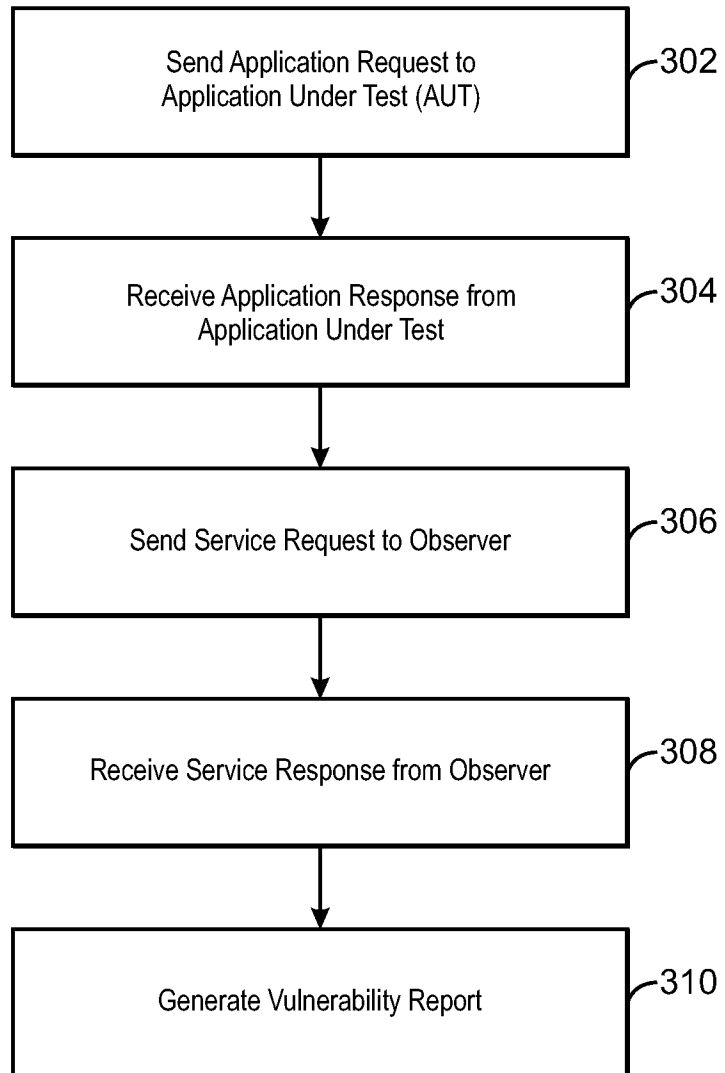 Send Application Request to
Application Under Test (AUT)
302
Receive Application Response from
Application Under Test
304
Send Service Request to Observer
306
Receive Service Response from Observer
308
Generate Vulnerability Report
310